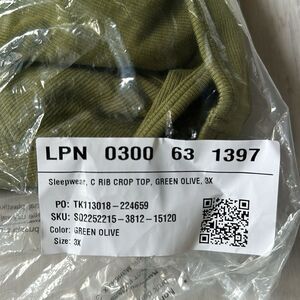 LPN 0300 63 1397
Sleepwear, C RIB CROP TOP, GREEN OLIVE, 3X
PO: TK113018-224659
SKU: S02252215-3812-15120
Color: GREEN OLIVE
Size: 3X